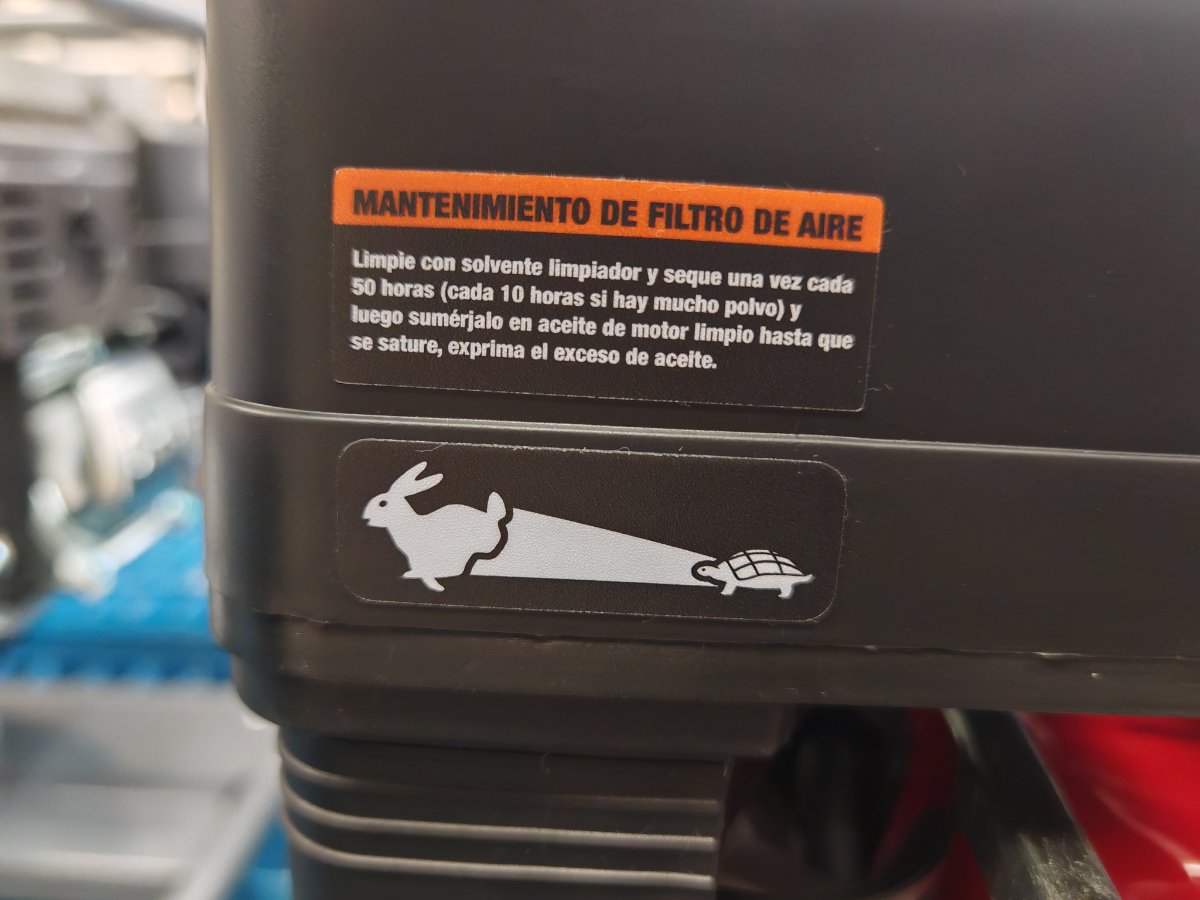 MANTENIMIENTO DE FILTRO DE AIRE
Limpie con solvente limpiador y seque una vez cada
50 horas (cada 10 horas si hay mucho polvo) y
luego sumérjalo en aceite de motor limpio hasta que
se sature, exprima el exceso de aceite.